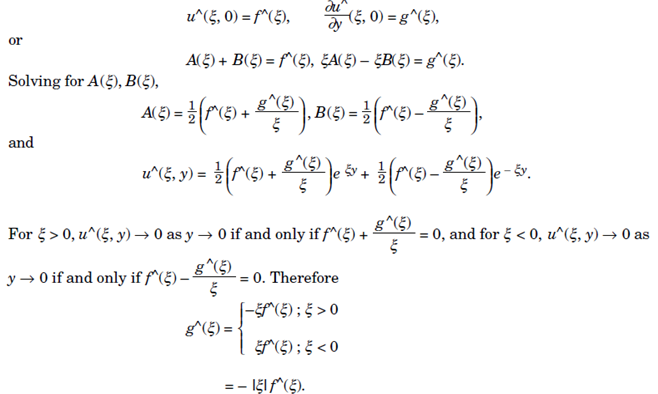 u^(ξ, 0) = f^(ξ), ∂u^/∂y (ξ, 0) = g^(ξ),
or
A(ξ) + B(ξ) = f^(ξ), ξA(ξ) – ξB(ξ) = g^(ξ).
Solving for A(ξ), B(ξ),
A(ξ) = 1/2 (f^(ξ) + g^(ξ)/ξ), B(ξ) = 1/2 (f^(ξ) – g^(ξ)/ξ),
and
u^(ξ, y) = 1/2 (f^(ξ) + g^(ξ)/ξ) e ξy + 1/2 (f^(ξ) – g^(ξ)/ξ) e – ξy.
For ξ > 0, u^(ξ, y) → 0 as y → 0 if and only if f^(ξ) + g^(ξ)/ξ = 0, and for ξ < 0, u^(ξ, y) → 0 as
y → 0 if and only if f^(ξ) – g^(ξ)/ξ = 0. Therefore
g^(ξ) = { –ξf^(ξ) ; ξ > 0
ξf^(ξ) ; ξ < 0
= – |ξ| f^(ξ).